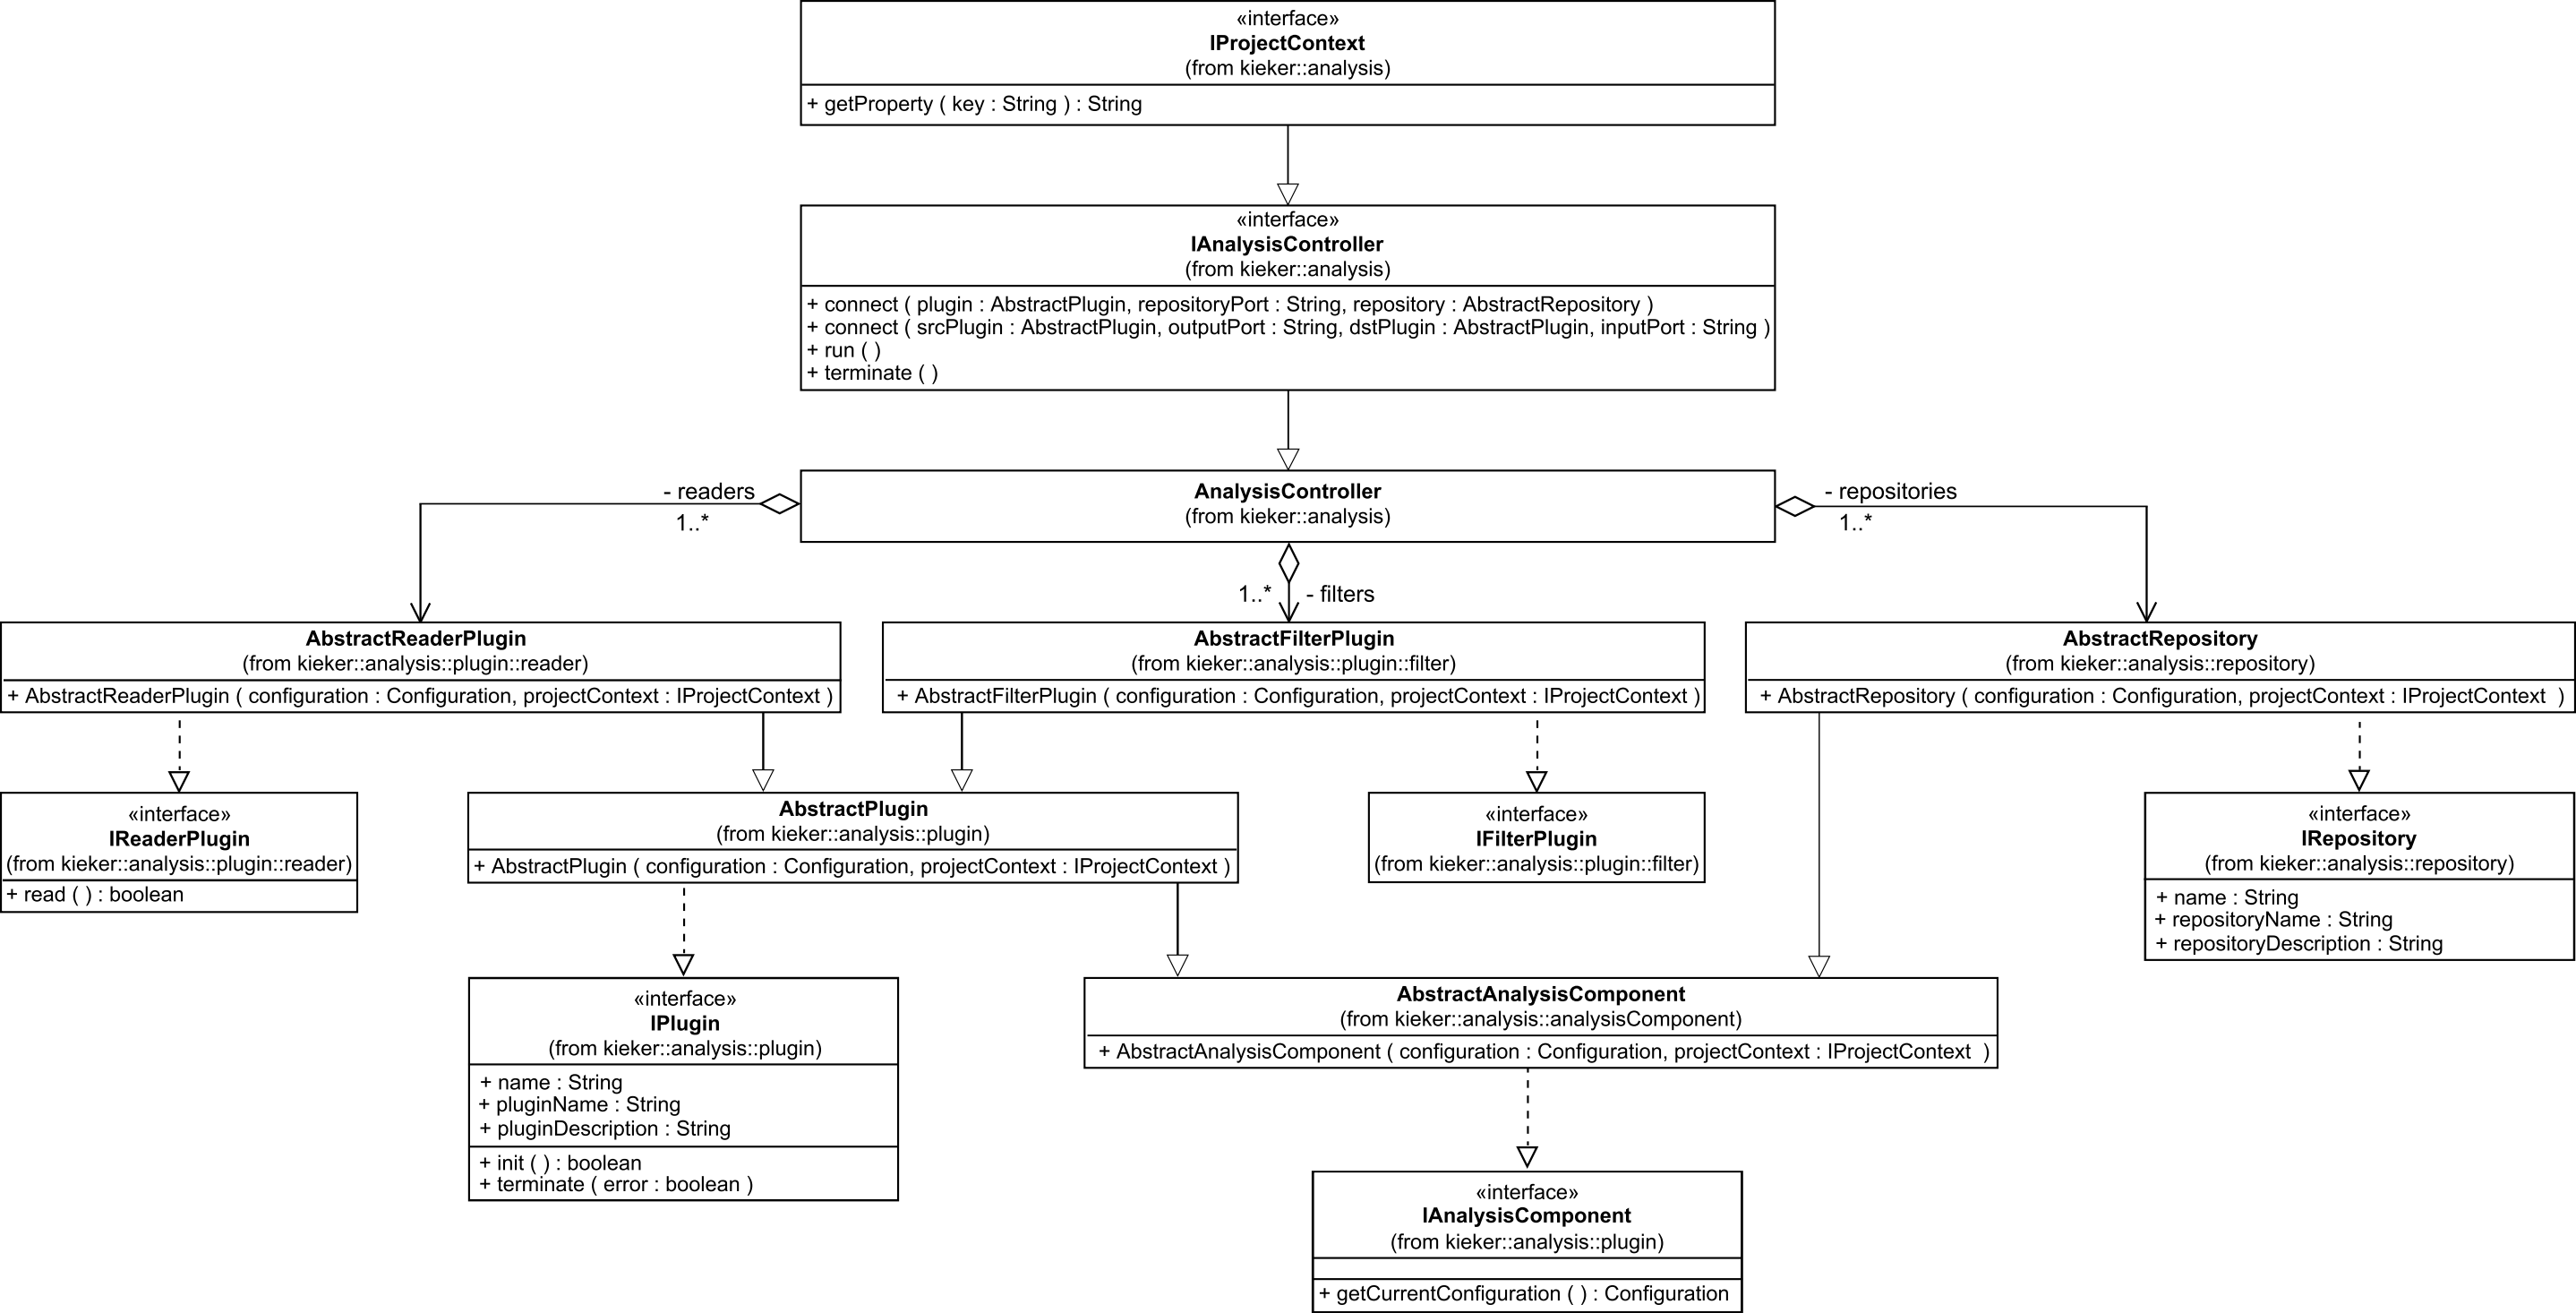 «interface»
IProjectContext
(from kieker::analysis)
+ getProperty ( key : String ) : String
«interface»
IAnalysisController
(from kieker::analysis)
+ connect ( plugin : AbstractPlugin, repositoryPort : String, repository : AbstractRepository )
+ connect ( srcPlugin : AbstractPlugin, outputPort : String, dstPlugin : AbstractPlugin, inputPort : String )
+ run ( )
+ terminate ( )
- readers
1..*
AnalysisController
(from kieker::analysis)
- repositories
1..*
1..*
- filters
AbstractReaderPlugin
(from kieker::analysis::plugin::reader)
+ AbstractReaderPlugin ( configuration : Configuration, projectContext : IProjectContext )
AbstractFilterPlugin
(from kieker::analysis::plugin::filter)
+ AbstractFilterPlugin ( configuration : Configuration, projectContext : IProjectContext )
AbstractRepository
(from kieker::analysis::repository)
+ AbstractRepository ( configuration : Configuration, projectContext : IProjectContext )
«interface»
IReaderPlugin
(from kieker::analysis::plugin::reader)
+ read ( ) : boolean
AbstractPlugin
(from kieker::analysis::plugin)
+ AbstractPlugin ( configuration : Configuration, projectContext : IProjectContext )
«interface»
IFilterPlugin
(from kieker::analysis::plugin::filter)
«interface»
IRepository
(from kieker::analysis::repository)
+ name : String
+ repositoryName : String
+ repositoryDescription : String
«interface»
IPlugin
(from kieker::analysis::plugin)
+ name : String
+ pluginName : String
+ pluginDescription : String
+ init ( ) : boolean
+ terminate ( error : boolean )
AbstractAnalysisComponent
(from kieker::analysis::analysisComponent)
+ AbstractAnalysisComponent ( configuration : Configuration, projectContext : IProjectContext )
«interface»
IAnalysisComponent
(from kieker::analysis::plugin)
+ getCurrentConfiguration ( ) : Configuration